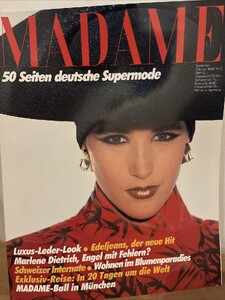 MADAME
50 Seiten deutsche Supermode
Luxus-Leder-Look • Edeljeans, der neue Hit
Marlene Dietrich, Engel mit Fehlern?
Schweizer Internate • Wohnen im Blumenparadies
Exklusiv-Reise: In 20 Tagen um die Welt
MADAME-Ball in München